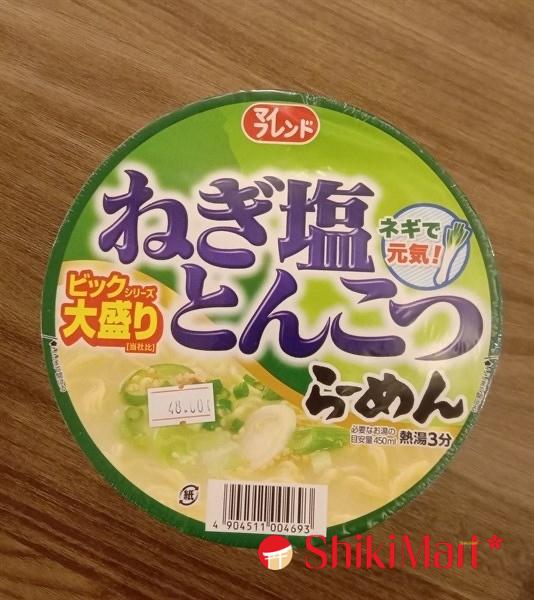 マイ
フレンド
ねぎ塩
とんこつ
らーめん
ネギで
元気!
ビックシリーズ
大盛り
[当社比]
必要なお湯の
目安量450ml
熱湯3分
48.00
紙
4 904511 004693
ShikiMart